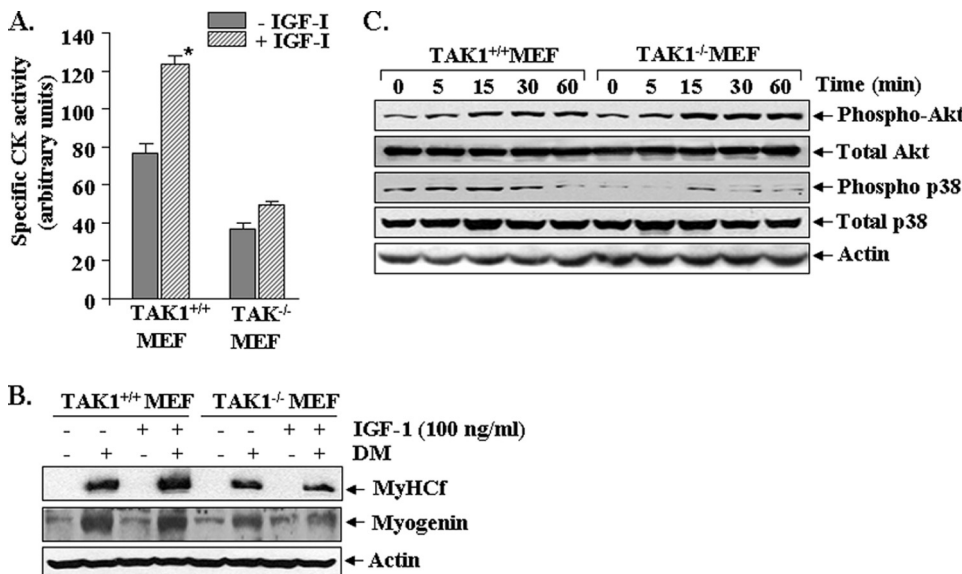 A.
- IGF-I
+ IGF-I
Specific CK activity
(arbitrary units)
140
120
100
80
60
40
20
0
*
TAK1+/+
MEF
TAK-/-
MEF
B.
TAK1+/+ MEF TAK1-/- MEF
- - + + - - + + IGF-1 (100 ng/ml)
- + - + - + - + DM
MyHCf
Myogenin
Actin
C.
TAK1+/+MEF TAK1-/-MEF
0 5 15 30 60 0 5 15 30 60 Time (min)
Phospho-Akt
Total Akt
Phospho p38
Total p38
Actin